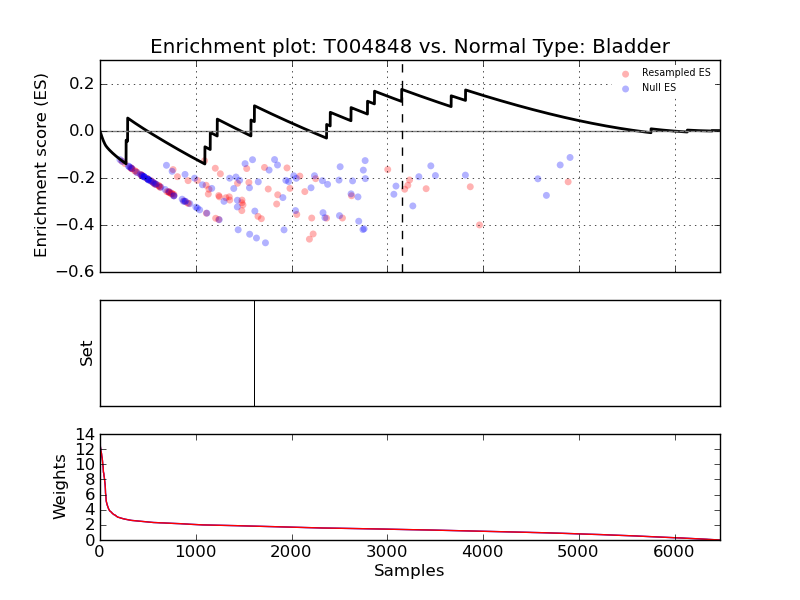 Enrichment plot: T004848 vs. Normal Type: Bladder
Enrichment score (ES)
0.2
0.0
−0.2
−0.4
−0.6
Resampled ES
Null ES
Set
Weights
14
12
10
8
6
4
2
0
0 1000 2000 3000 4000 5000 6000
Samples